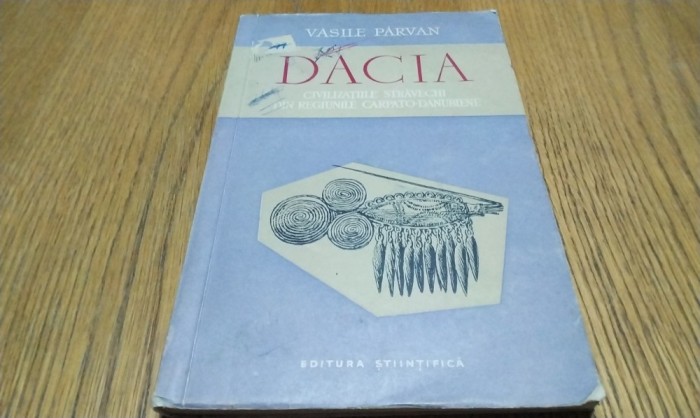 VASILE PÂRVAN
DACIA
CIVILIZAȚIILE STRĂVECHI
DIN REGIUNILE CARPATO-DANUBIENE
EDITURA ȘTIINȚIFICĂ